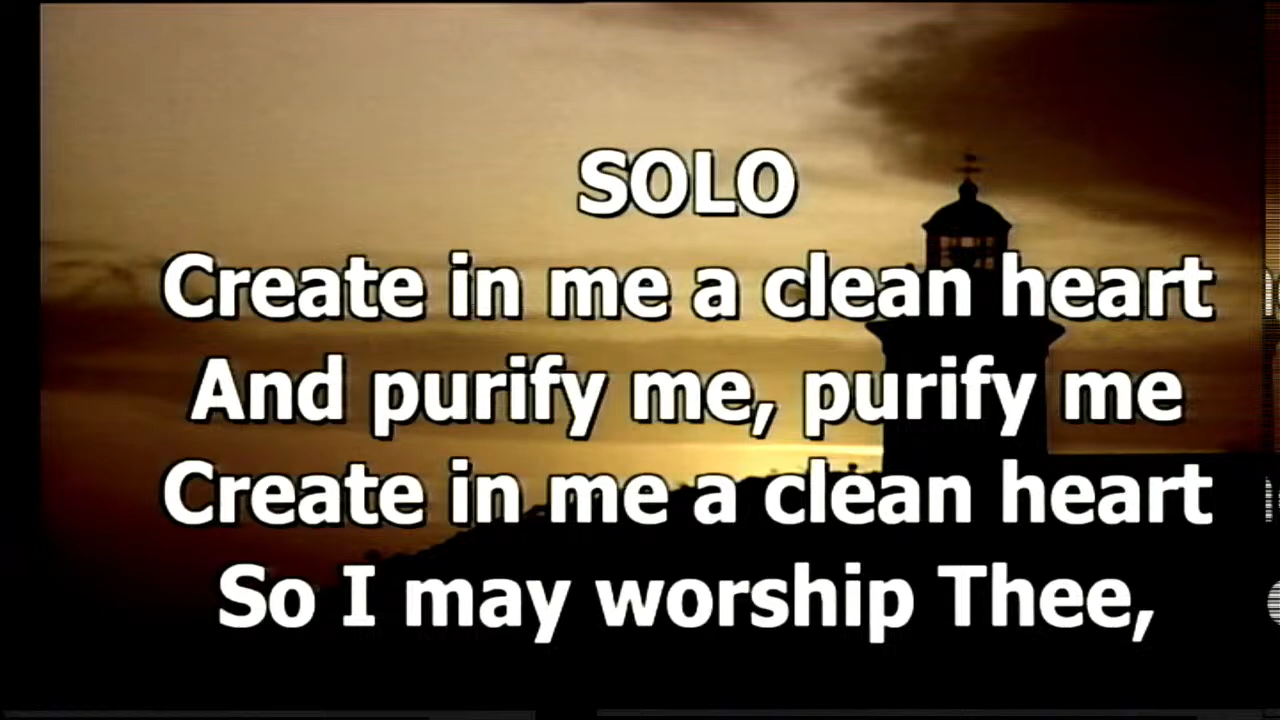 SOLO
Create in me a clean heart
And purify me, purify me
Create in me a clean heart
So I may worship Thee,